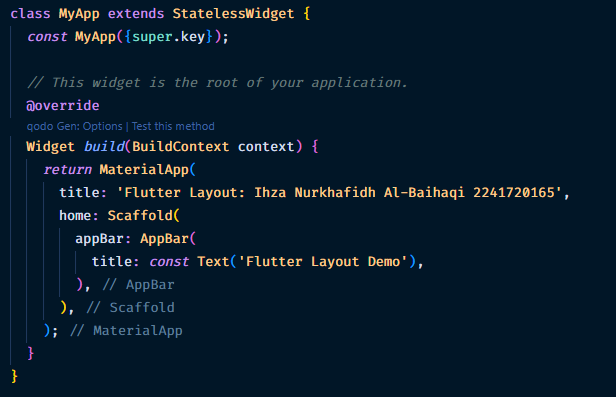 class MyApp extends StatelessWidget {
const MyApp({super.key});
// This widget is the root of your application.
@override
qodo Gen: Options | Test this method
Widget build(BuildContext context) {
return MaterialApp(
title: 'Flutter Layout: Ihza Nurkhafidh Al-Baihaqi 2241720165',
home: Scaffold(
appBar: AppBar(
title: const Text('Flutter Layout Demo'),
), // AppBar
), // Scaffold
); // MaterialApp
}
}